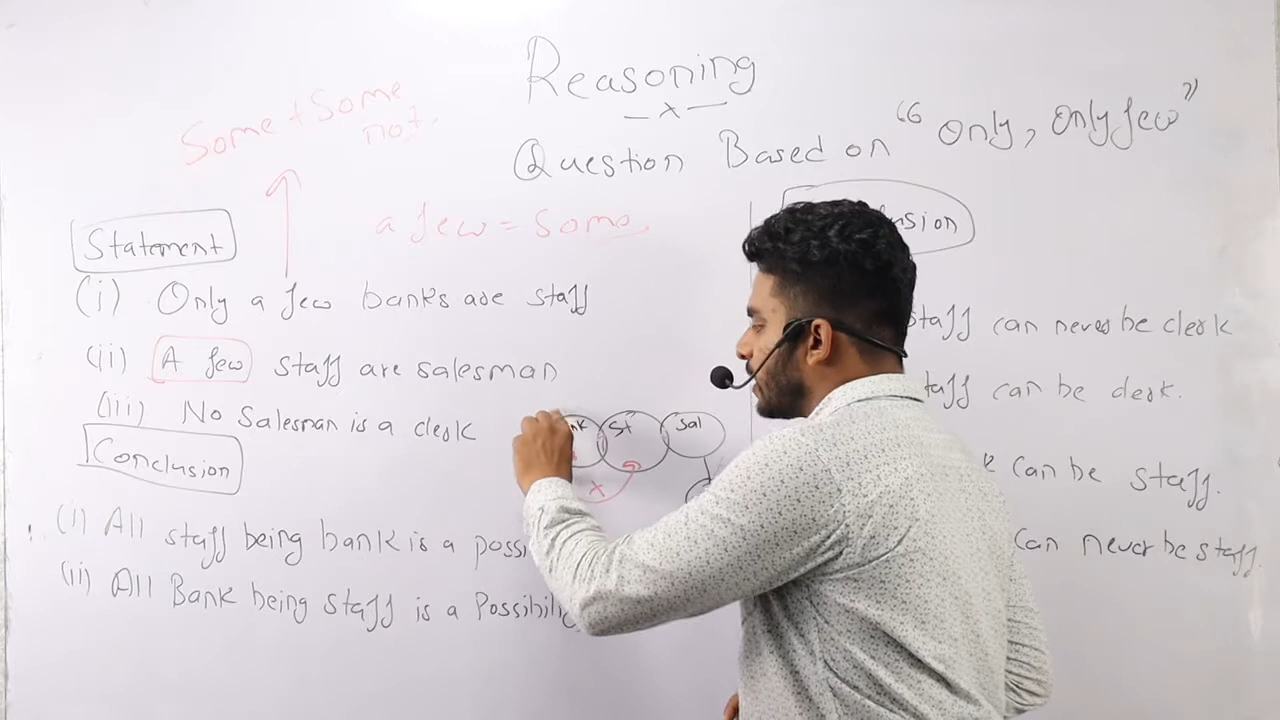 Reasoning
— x —
Question Based on “ Only, Only few ”
Some + Some
not.
a few = Some
Statement
(i) Only a few banks are staff
(ii) A few staff are salesman
(iii) No Salesman is a clerk
St Sal
x
Conclusion
(i) All staff being bank is a
(ii) All Bank being staff is a
staff can never be clerk
staff can be clerk.
can be staff.
can never be staff.